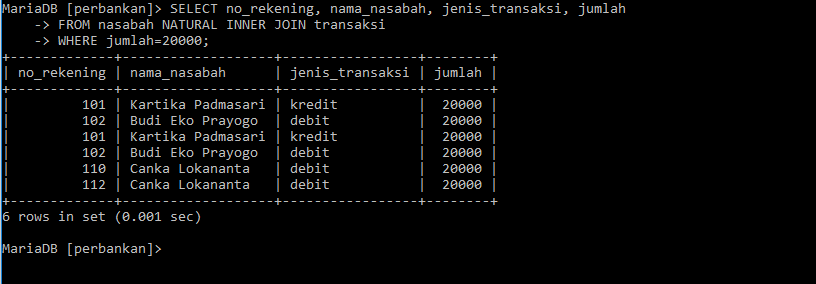 MariaDB [perbankan]> SELECT no_rekening, nama_nasabah, jenis_transaksi, jumlah
    -> FROM nasabah NATURAL INNER JOIN transaksi
    -> WHERE jumlah=20000;
+-------------+-------------------+-----------------+--------+
| no_rekening | nama_nasabah      | jenis_transaksi | jumlah |
+-------------+-------------------+-----------------+--------+
|         101 | Kartika Padmasari | kredit          |  20000 |
|         102 | Budi Eko Prayogo  | debit           |  20000 |
|         101 | Kartika Padmasari | kredit          |  20000 |
|         102 | Budi Eko Prayogo  | debit           |  20000 |
|         110 | Canka Lokananta   | debit           |  20000 |
|         112 | Canka Lokananta   | debit           |  20000 |
+-------------+-------------------+-----------------+--------+
6 rows in set (0.001 sec)
MariaDB [perbankan]>